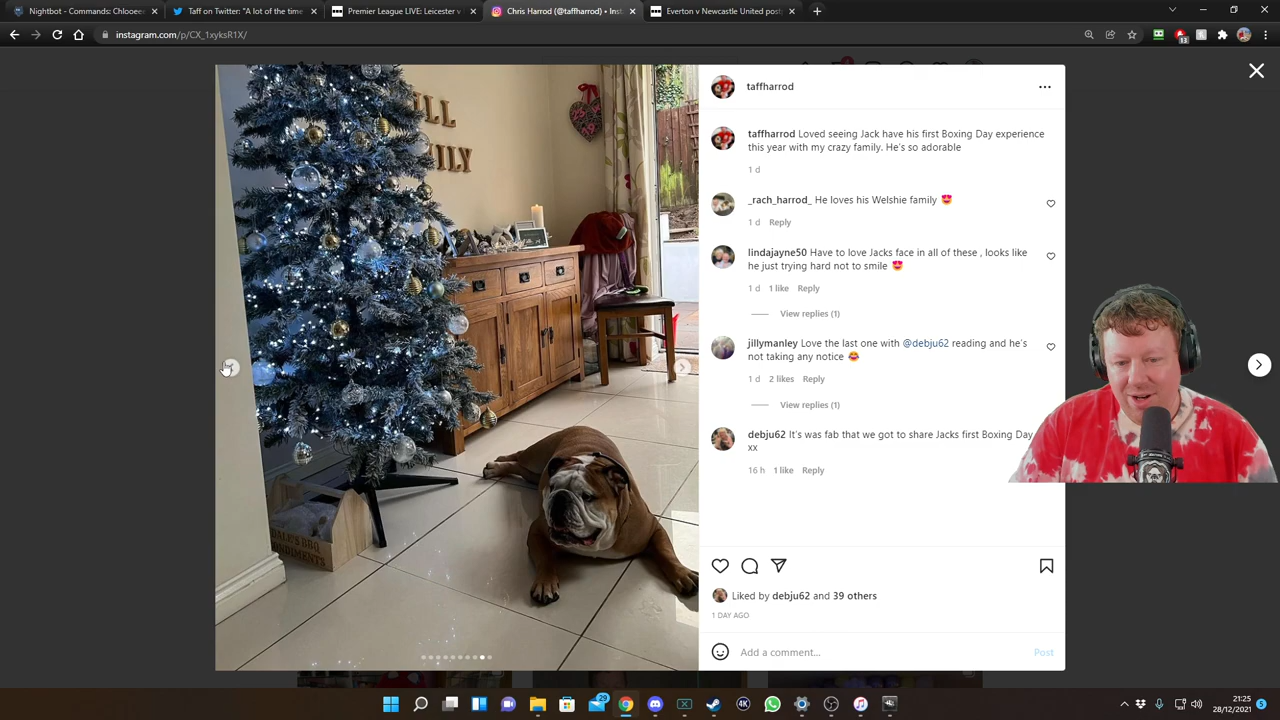 Nightbot - Commands: Chloeee
Taff on Twitter: "A lot of the time
Premier League LIVE: Leicester v
Chris Harrod (@taffharrod) • Inst
Everton v Newcastle United post
instagram.com/p/CX_1xyksR1X/
13
taffharrod
taffharrod Loved seeing Jack have his first Boxing Day experience
this year with my crazy family. He's so adorable
1 d
_rach_harrod_ He loves his Welshie family 😍
1 d Reply
lindajayne50 Have to love Jacks face in all of these , looks like
he just trying hard not to smile 😍
1 d 1 like Reply
View replies (1)
jillymanley Love the last one with @debju62 reading and he's
not taking any notice 😂
1 d 2 likes Reply
View replies (1)
debju62 It's was fab that we got to share Jacks first Boxing Day
xx
16 h 1 like Reply
Liked by debju62 and 39 others
1 DAY AGO
Add a comment...
Post
29
4K
21:25
28/12/2021
3